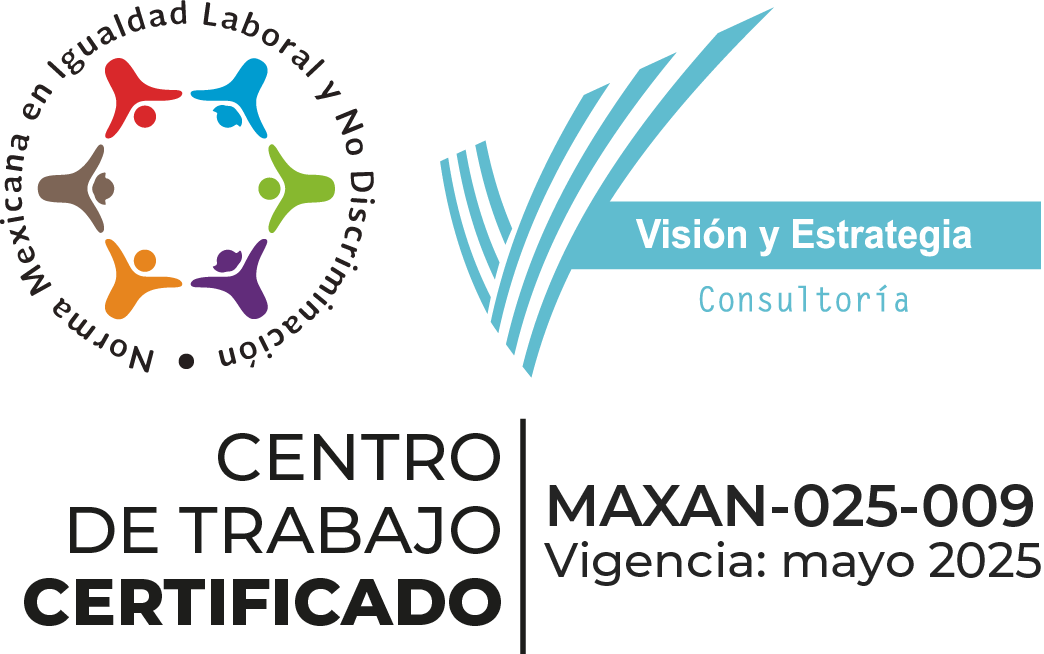 Norma Mexicana en Igualdad Laboral y No Discriminación •
Visión y Estrategia
Consultoría
CENTRO
DE TRABAJO
CERTIFICADO
MAXAN-025-009
Vigencia: mayo 2025